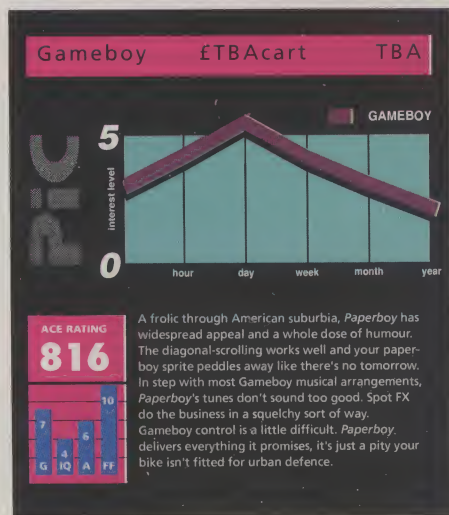 Gameboy £TBAcart TBA
GAMEBOY
PiC
5
interest level
0
hour day week month year
ACE RATING
816
10
7
6
4
G IQ A FF
A frolic through American suburbia, Paperboy has
widespread appeal and a whole dose of humour.
The diagonal-scrolling works well and your paper-
boy sprite peddles away like there's no tomorrow.
In step with most Gameboy musical arrangements,
Paperboy's tunes don't sound too good. Spot FX
do the business in a squelchy sort of way.
Gameboy control is a little difficult. Paperboy
delivers everything it promises, it's just a pity your
bike isn't fitted for urban defence.